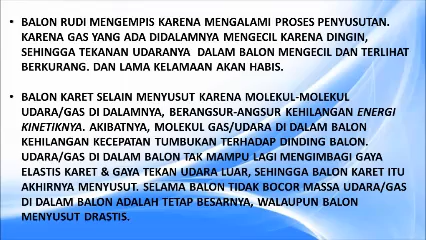 • BALON RUDI MENGEMPIS KARENA MENGALAMI PROSES PENYUSUTAN.
KARENA GAS YANG ADA DIDALAMNYA MENGECIL KARENA DINGIN,
SEHINGGA TEKANAN UDARANYA DALAM BALON MENGECIL DAN TERLIHAT
BERKURANG. DAN LAMA KELAMAAN AKAN HABIS.
• BALON KARET SELAIN MENYUSUT KARENA MOLEKUL-MOLEKUL
UDARA/GAS DI DALAMNYA, BERANGSUR-ANGSUR KEHILANGAN ENERGI
KINETIKNYA. AKIBATNYA, MOLEKUL GAS/UDARA DI DALAM BALON
KEHILANGAN KECEPATAN TUMBUKAN TERHADAP DINDING BALON.
UDARA/GAS DI DALAM BALON TAK MAMPU LAGI MENGIMBAGI GAYA
ELASTIS KARET & GAYA TEKAN UDARA LUAR, SEHINGGA BALON KARET ITU
AKHIRNYA MENYUSUT. SELAMA BALON TIDAK BOCOR MASSA UDARA/GAS
DI DALAM BALON ADALAH TETAP BESARNYA, WALAUPUN BALON
MENYUSUT DRASTIS.